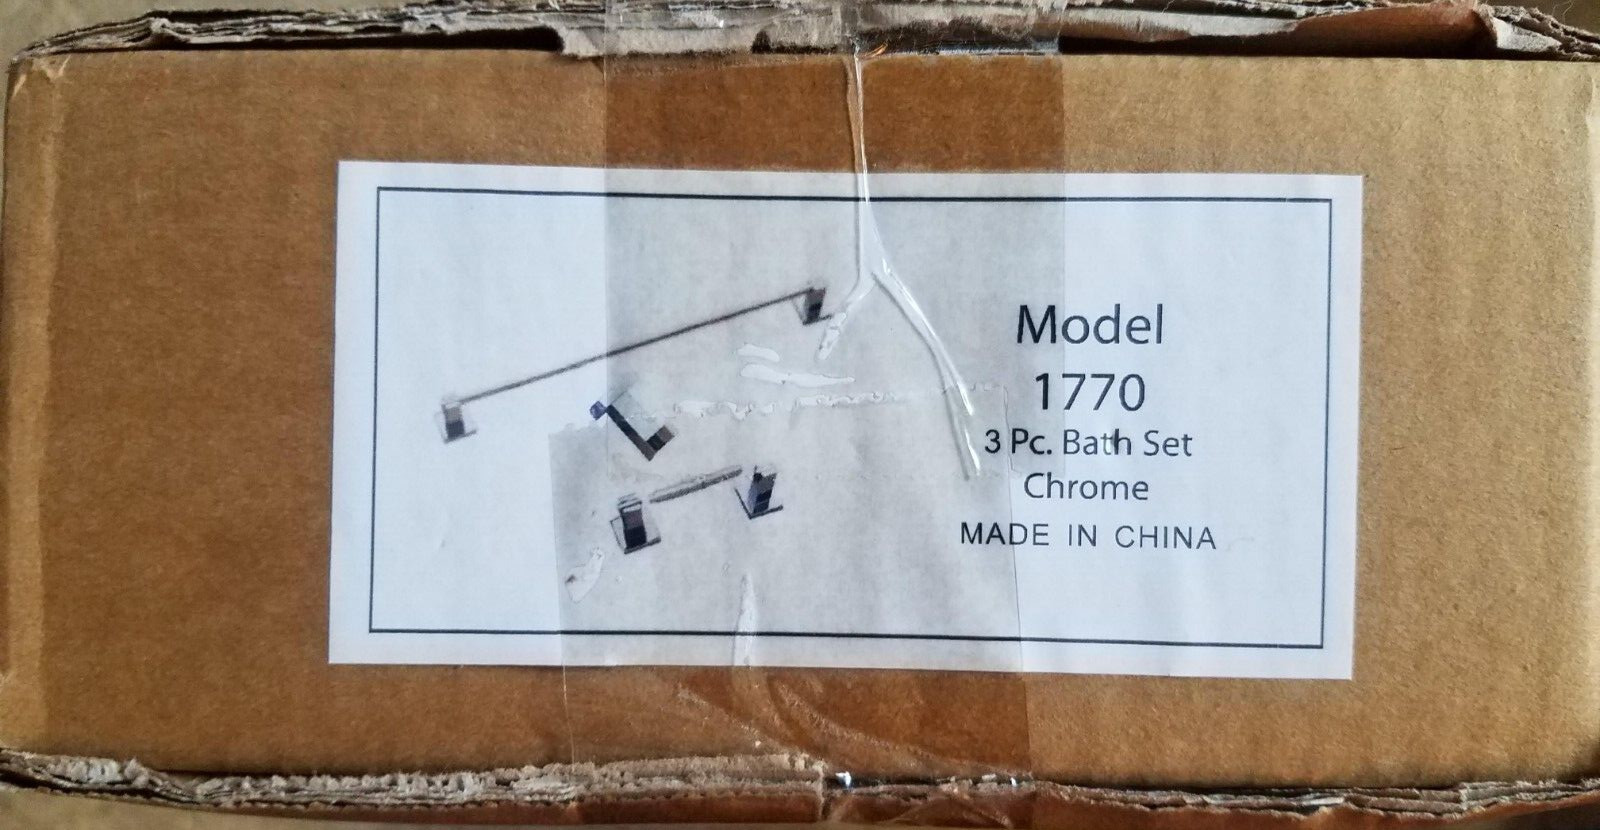 Model
1770
3 Pc. Bath Set
Chrome
MADE IN CHINA